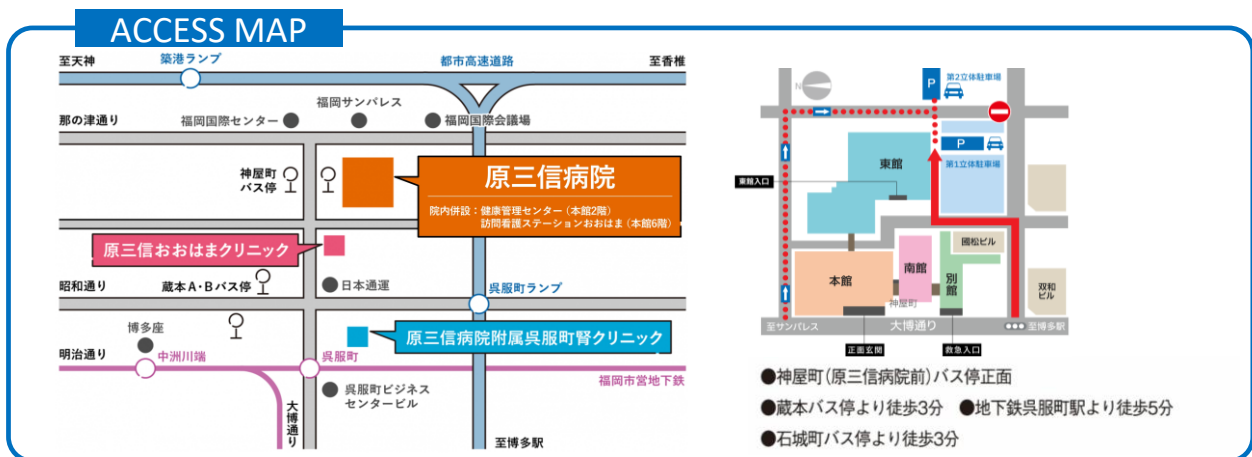 ACCESS MAP
至天神
築港ランプ
都市高速道路
至香椎
福岡サンパレス
那の津通り
福岡国際センター
福岡国際会議場
神屋町
バス停
原三信病院
院内併設：健康管理センター（本館2階）
訪問看護ステーションおおはま（本館6階）
原三信おおはまクリニック
昭和通り
蔵本A・Bバス停
日本通運
呉服町ランプ
博多座
原三信病院附属呉服町腎クリニック
明治通り
中洲川端
呉服町
福岡市営地下鉄
呉服町ビジネス
センタービル
大博通り
至博多駅
N
P
第2立体駐車場
P
第1立体駐車場
東館
東館入口
國松ビル
本館
南館
別館
神屋町
双和
ビル
至サンパレス
大博通り
至博多駅
正面玄関
救急入口
●神屋町(原三信病院前)バス停正面
●蔵本バス停より徒歩3分 ●地下鉄呉服町駅より徒歩5分
●石城町バス停より徒歩3分